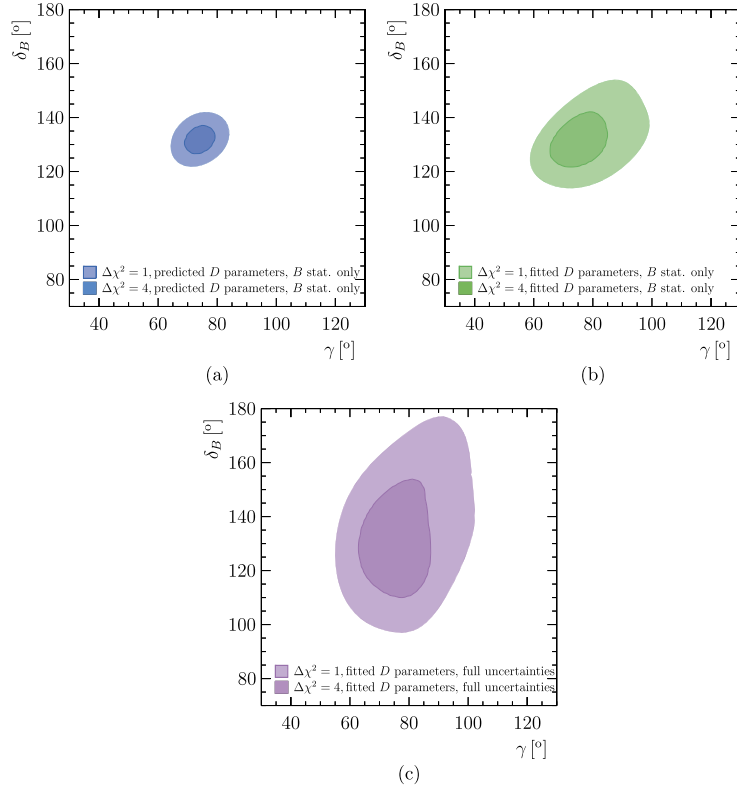 180
160
140
120
100
80
δ_B [°]
Δχ² = 1, predicted D parameters, B stat. only
Δχ² = 4, predicted D parameters, B stat. only
40 60 80 100 120
γ [°]
(a)
180
160
140
120
100
80
δ_B [°]
Δχ² = 1, fitted D parameters, B stat. only
Δχ² = 4, fitted D parameters, B stat. only
40 60 80 100 120
γ [°]
(b)
180
160
140
120
100
80
δ_B [°]
Δχ² = 1, fitted D parameters, full uncertainties
Δχ² = 4, fitted D parameters, full uncertainties
40 60 80 100 120
γ [°]
(c)